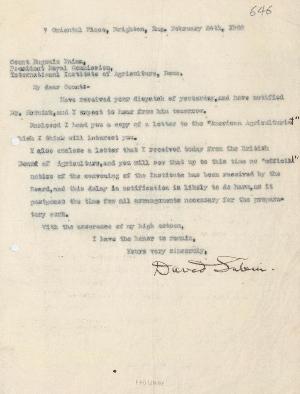 646
7 Oriental Place, Brighton, Eng. February 24th, 1908
Count Eugenio Faina,
President Royal Commission,
International Institute of Agriculture, Rome.
My dear Count:-
Have received your dispatch of yesterday, and have notified
Mr. and I expect to hear from him tomorrow.
Enclosed I hand you a copy of a letter to the "American Agriculturist"
which I think will interest you.
I also enclose a letter that I received today from the British
Board of Agriculture, and you will see that up to this time no "official"
notice of the convening of the Institute has been received by the
Board, and this delay in notification is likely to do harm, as it
postpones the time for all arrangements necessary for the prepara-
tory work.
With the assurance of my high esteem,
I have the honor to remain,
Yours very sincerely,
David Lubin.